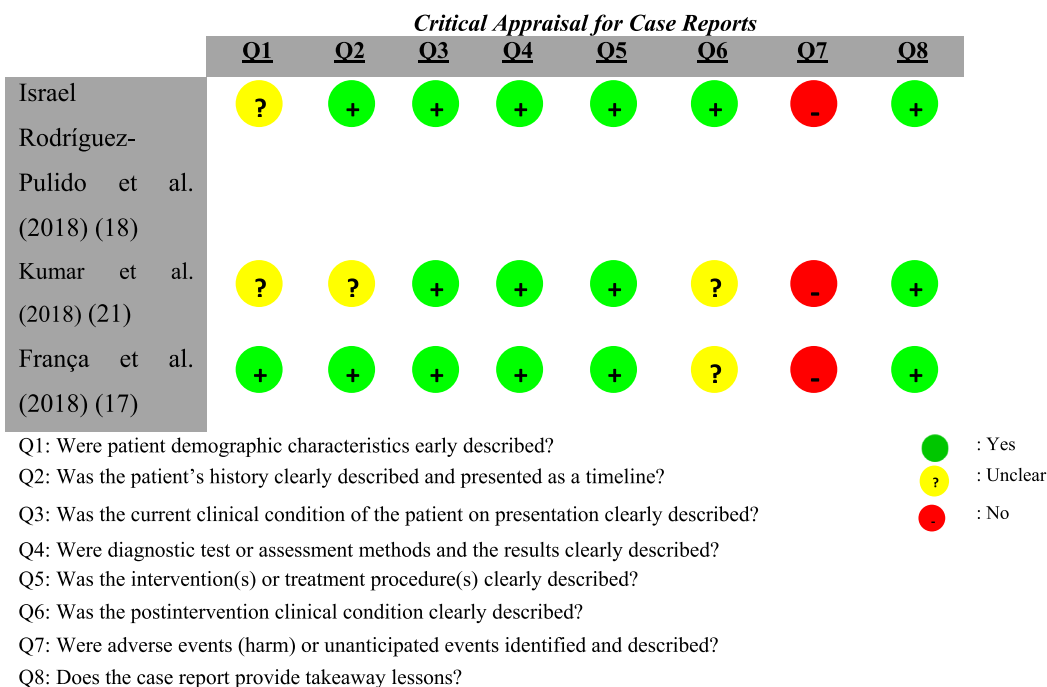 Critical Appraisal for Case Reports
Q1 Q2 Q3 Q4 Q5 Q6 Q7 Q8
Israel ? + + + + + - +
Rodríguez-
Pulido et al.
(2018) (18)
Kumar et al. ? ? + + + ? - +
(2018) (21)
França et al. + + + + + ? - +
(2018) (17)
Q1: Were patient demographic characteristics early described?
: Yes
Q2: Was the patient’s history clearly described and presented as a timeline?
? : Unclear
Q3: Was the current clinical condition of the patient on presentation clearly described?
- : No
Q4: Were diagnostic test or assessment methods and the results clearly described?
Q5: Was the intervention(s) or treatment procedure(s) clearly described?
Q6: Was the postintervention clinical condition clearly described?
Q7: Were adverse events (harm) or unanticipated events identified and described?
Q8: Does the case report provide takeaway lessons?